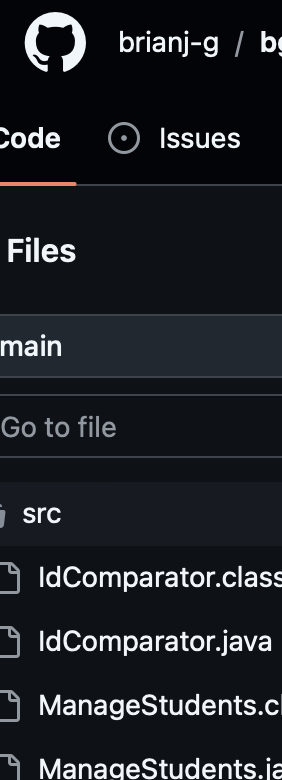 brianj-g / bg
Code
Issues
Files
main
Go to file
src
IdComparator.class
IdComparator.java
ManageStudents.cl
ManageStudents.ja